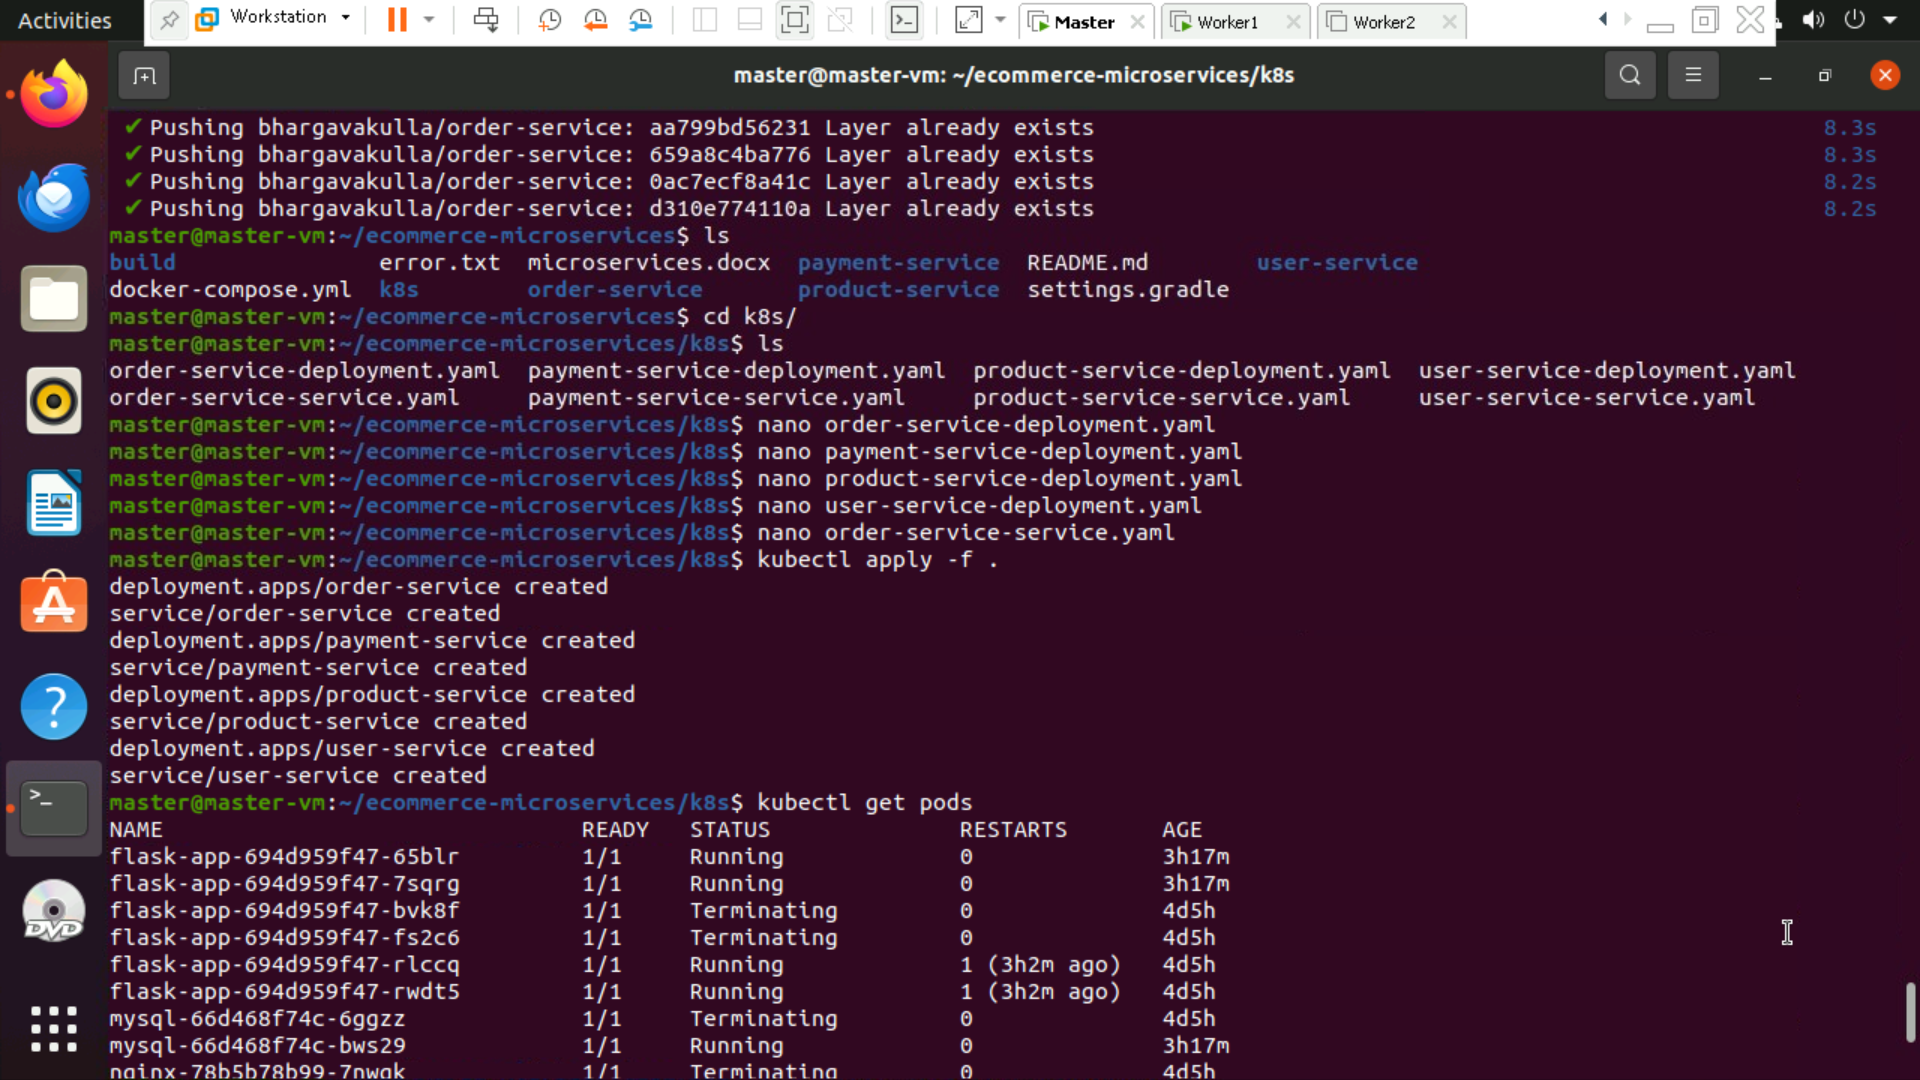 Activities
Workstation
Master
Worker1
Worker2
master@master-vm: ~/ecommerce-microservices/k8s
✔ Pushing bhargavakulla/order-service: aa799bd56231 Layer already exists 8.3s
✔ Pushing bhargavakulla/order-service: 659a8c4ba776 Layer already exists 8.3s
✔ Pushing bhargavakulla/order-service: 0ac7ecf8a41c Layer already exists 8.2s
✔ Pushing bhargavakulla/order-service: d310e774110a Layer already exists 8.2s
master@master-vm:~/ecommerce-microservices$ ls
build error.txt microservices.docx payment-service README.md user-service
docker-compose.yml k8s order-service product-service settings.gradle
master@master-vm:~/ecommerce-microservices$ cd k8s/
master@master-vm:~/ecommerce-microservices/k8s$ ls
order-service-deployment.yaml payment-service-deployment.yaml product-service-deployment.yaml user-service-deployment.yaml
order-service-service.yaml payment-service-service.yaml product-service-service.yaml user-service-service.yaml
master@master-vm:~/ecommerce-microservices/k8s$ nano order-service-deployment.yaml
master@master-vm:~/ecommerce-microservices/k8s$ nano payment-service-deployment.yaml
master@master-vm:~/ecommerce-microservices/k8s$ nano product-service-deployment.yaml
master@master-vm:~/ecommerce-microservices/k8s$ nano user-service-deployment.yaml
master@master-vm:~/ecommerce-microservices/k8s$ nano order-service-service.yaml
master@master-vm:~/ecommerce-microservices/k8s$ kubectl apply -f .
deployment.apps/order-service created
service/order-service created
deployment.apps/payment-service created
service/payment-service created
deployment.apps/product-service created
service/product-service created
deployment.apps/user-service created
service/user-service created
master@master-vm:~/ecommerce-microservices/k8s$ kubectl get pods
NAME READY STATUS RESTARTS AGE
flask-app-694d959f47-65blr 1/1 Running 0 3h17m
flask-app-694d959f47-7sqrg 1/1 Running 0 3h17m
flask-app-694d959f47-bvk8f 1/1 Terminating 0 4d5h
flask-app-694d959f47-fs2c6 1/1 Terminating 0 4d5h
flask-app-694d959f47-rlccq 1/1 Running 1 (3h2m ago) 4d5h
flask-app-694d959f47-rwdt5 1/1 Running 1 (3h2m ago) 4d5h
mysql-66d468f74c-6ggzz 1/1 Terminating 0 4d5h
mysql-66d468f74c-bws29 1/1 Running 0 3h17m
nginx-78b5b78b99-7nwgk 1/1 Terminating 0 4d5h